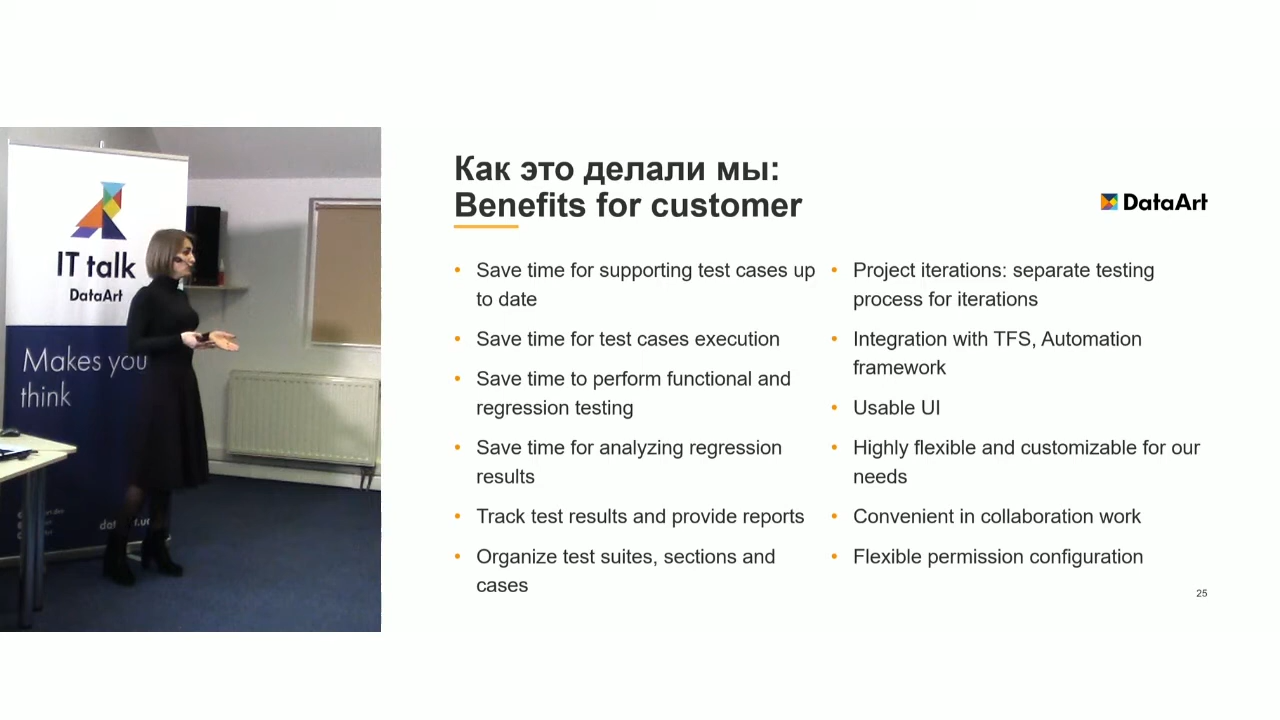 IT talk
DataArt
Makes you
think
Как это делали мы:
Benefits for customer
DataArt
• Save time for supporting test cases up
to date
• Save time for test cases execution
• Save time to perform functional and
regression testing
• Save time for analyzing regression
results
• Track test results and provide reports
• Organize test suites, sections and
cases
• Project iterations: separate testing
process for iterations
• Integration with TFS, Automation
framework
• Usable UI
• Highly flexible and customizable for our
needs
• Convenient in collaboration work
• Flexible permission configuration
25